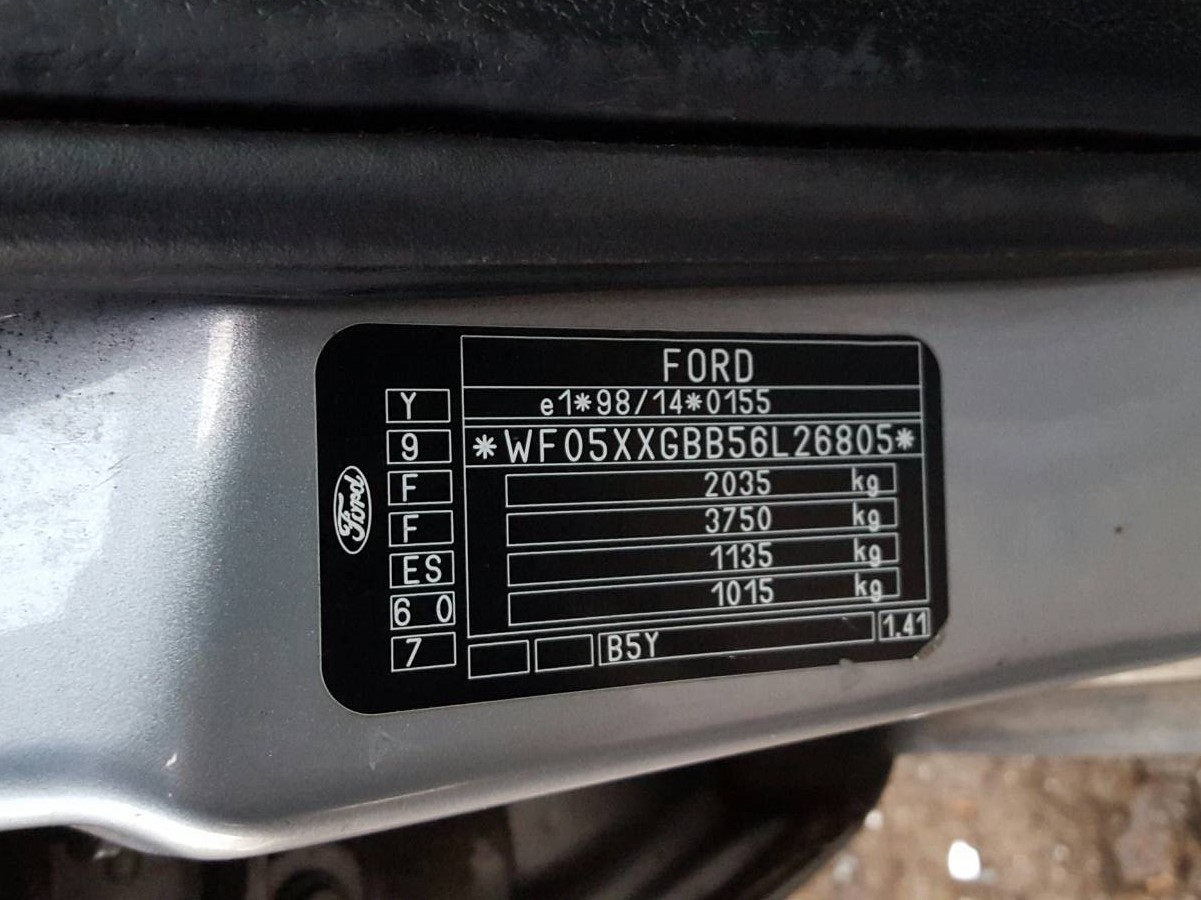 FORD
Y
e1*98/14*0155
9
*WF05XXGBB56L26805*
F
2035 kg
F
3750 kg
ES
1135 kg
6 0
1015 kg
7
B5Y
1.41
Ford